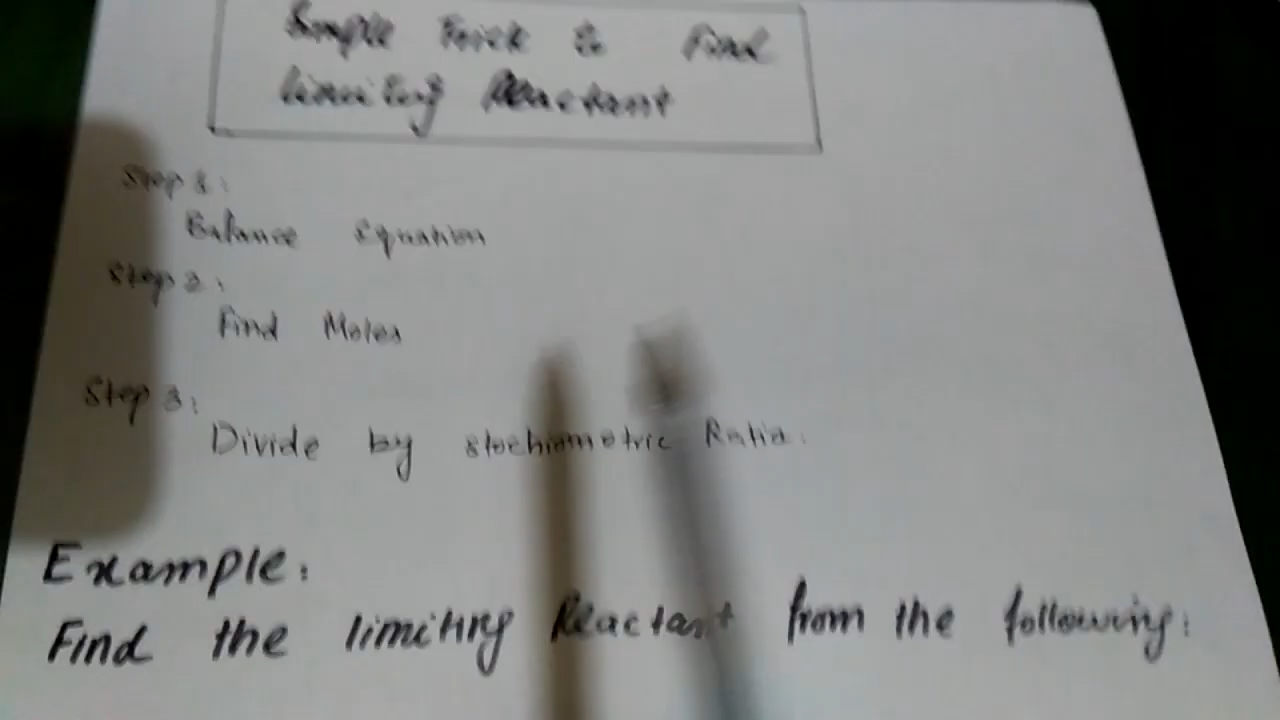 Simple Trick to Find
limiting Reactant
Step 1:
Balance Equation
Step 2:
Find Moles
Step 3:
Divide by stochiometric Ratio.
Example:
Find the limiting Reactant from the following: